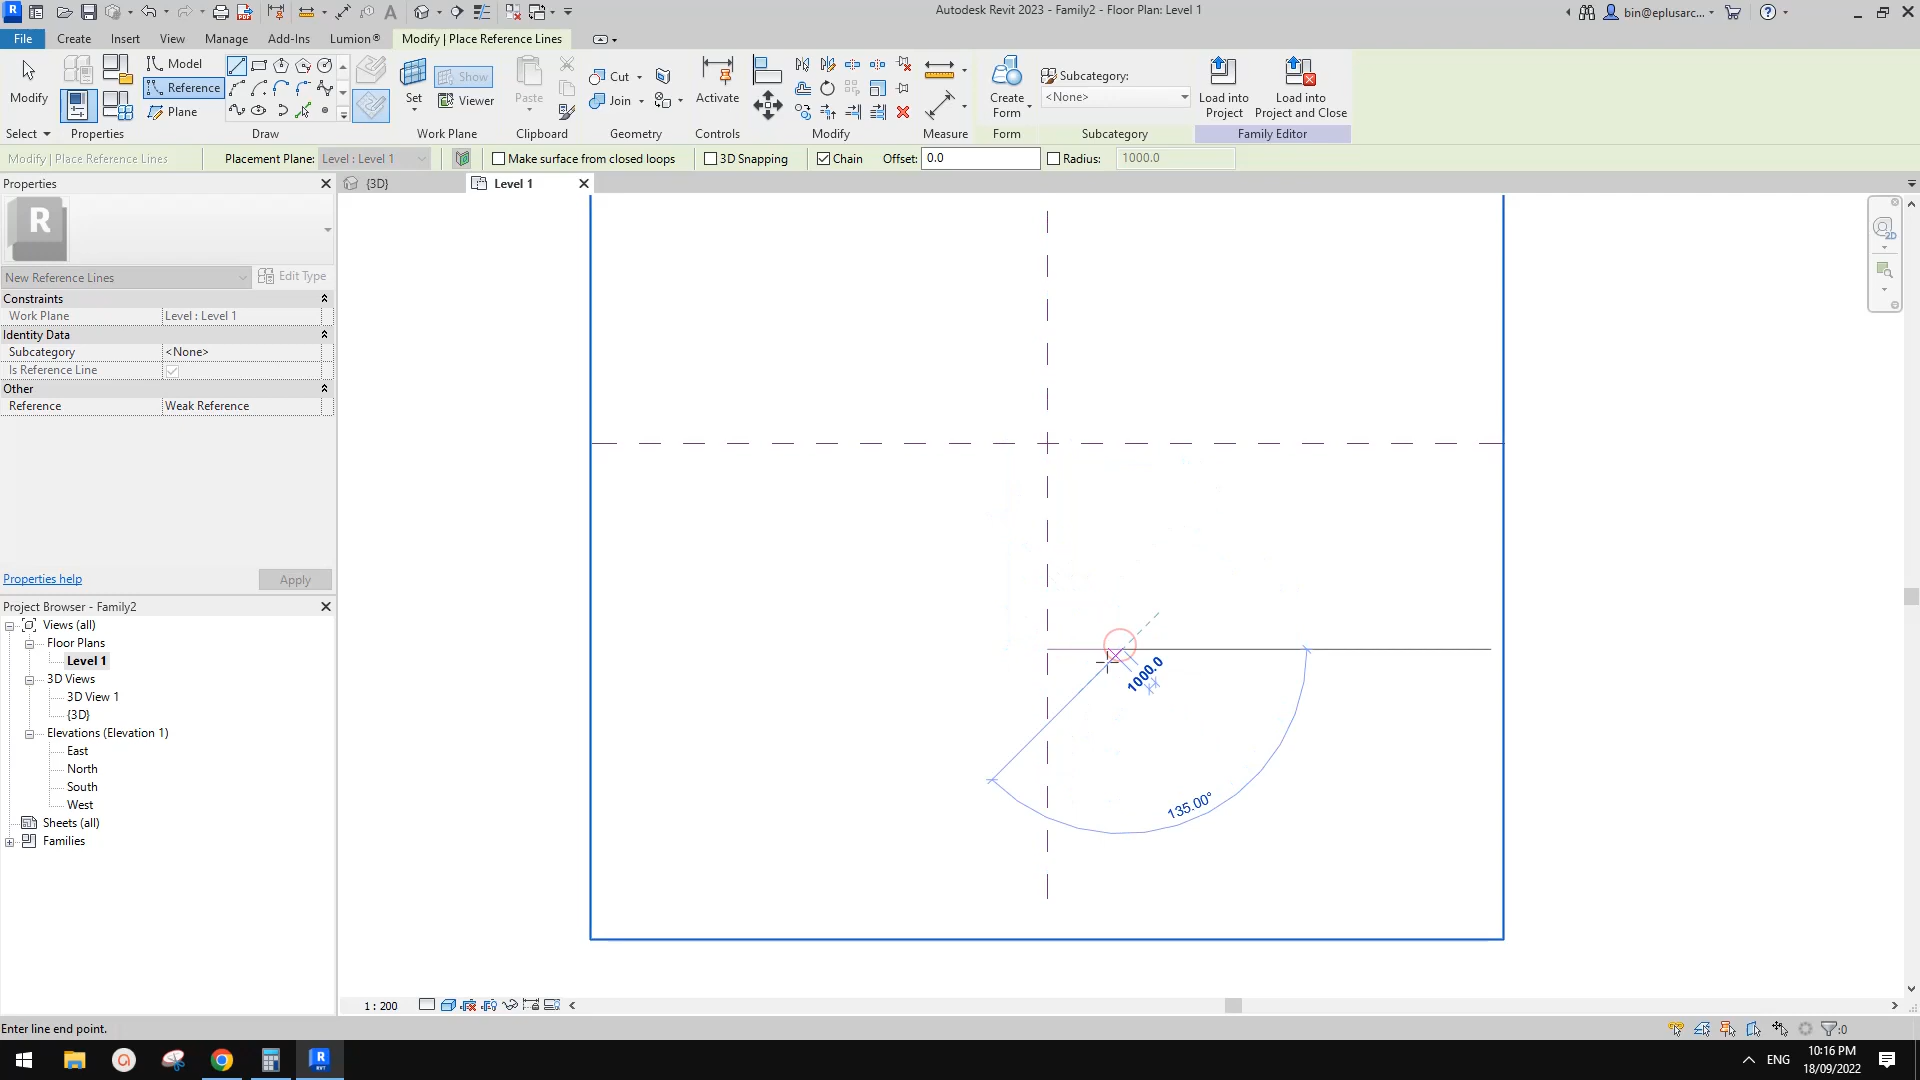 Autodesk Revit 2023 - Family2 - Floor Plan: Level 1
bin@eplusarc...
File Create Insert View Manage Add-Ins Lumion® Modify | Place Reference Lines
Modify
Model
Reference
Plane
Set
Show
Viewer
Paste
Cut
Join
Activate
Create
Form
Subcategory:
<None>
Load into
Project
Load into
Project and Close
Select Properties Draw Work Plane Clipboard Geometry Controls Modify Measure Form Subcategory Family Editor
Modify | Place Reference Lines Placement Plane: Level : Level 1 Make surface from closed loops 3D Snapping Chain Offset: 0.0 Radius: 1000.0
Properties
{3D}
Level 1
R
New Reference Lines Edit Type
Constraints
Work Plane Level : Level 1
Identity Data
Subcategory <None>
Is Reference Line
Other
Reference Weak Reference
Properties help Apply
Project Browser - Family2
Views (all)
Floor Plans
Level 1
3D Views
3D View 1
{3D}
Elevations (Elevation 1)
East
North
South
West
Sheets (all)
Families
1000.0
135.00°
2D
1 : 200
Enter line end point.
:0
ENG
10:16 PM
18/09/2022